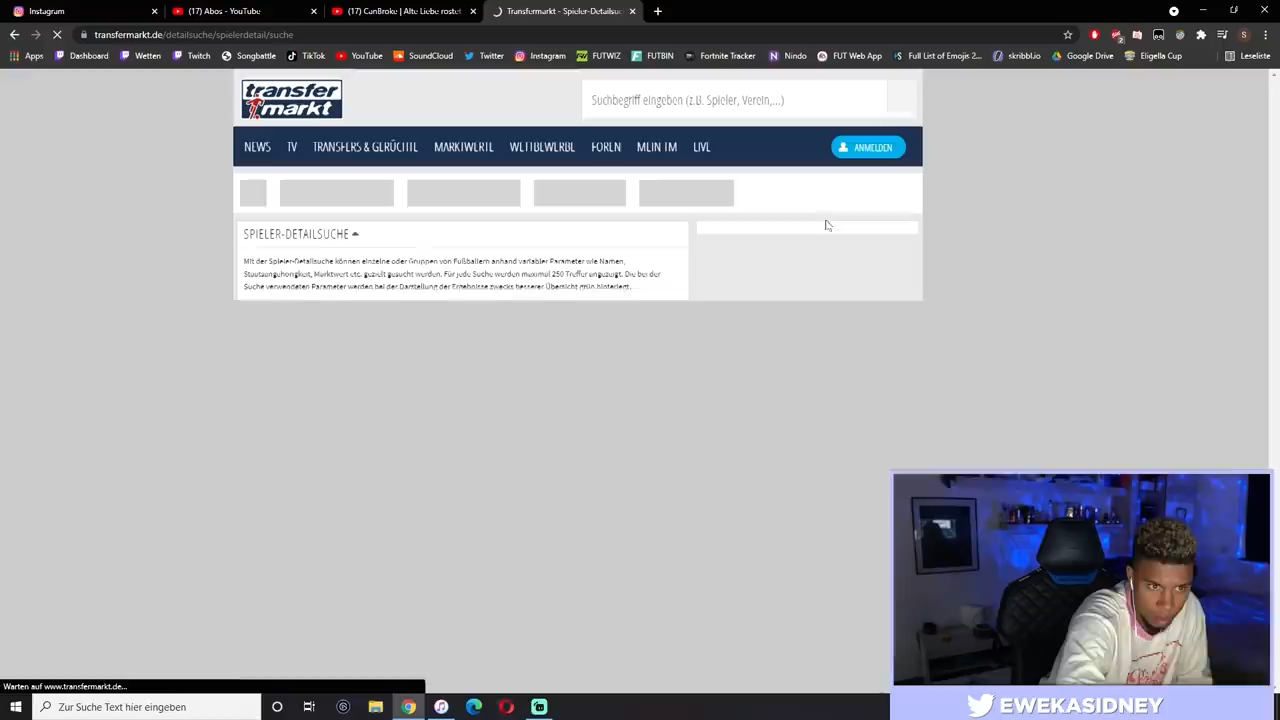 Instagram
(17) Abos - YouTube
(17) CunBroke | Alte Liebe rostet
Transfermarkt - Spieler-Detailsuc
transfermarkt.de/detailsuche/spielerdetail/suche
Apps Dashboard Wetten Twitch Songbattle TikTok YouTube SoundCloud Twitter Instagram FUTWIZ FUTBIN Fortnite Tracker Nindo FUT Web App Full List of Emojis 2... skribbl.io Google Drive Eligella Cup Leseliste
transfermarkt
Suchbegriff eingeben (z.B. Spieler, Verein,...)
NEWS TV TRANSFERS & GERÜCHTE MARKTWERTE WETTBEWERBE FOREN MEIN TM LIVE ANMELDEN
SPIELER-DETAILSUCHE
Mit der Spieler-Detailsuche können einzelne oder Gruppen von Fußballern anhand variabler Parameter wie Namen,
Staatsangehörigkeit, Marktwert etc. gezielt gesucht werden. Für jede Suche werden maximal 250 Treffer angezeigt. Die bei der
Suche verwendeten Parameter werden bei der Darstellung der Ergebnisse zwecks besserer Übersicht grün hinterlegt.
Warten auf www.transfermarkt.de...
Zur Suche Text hier eingeben
EWEKASIDNEY